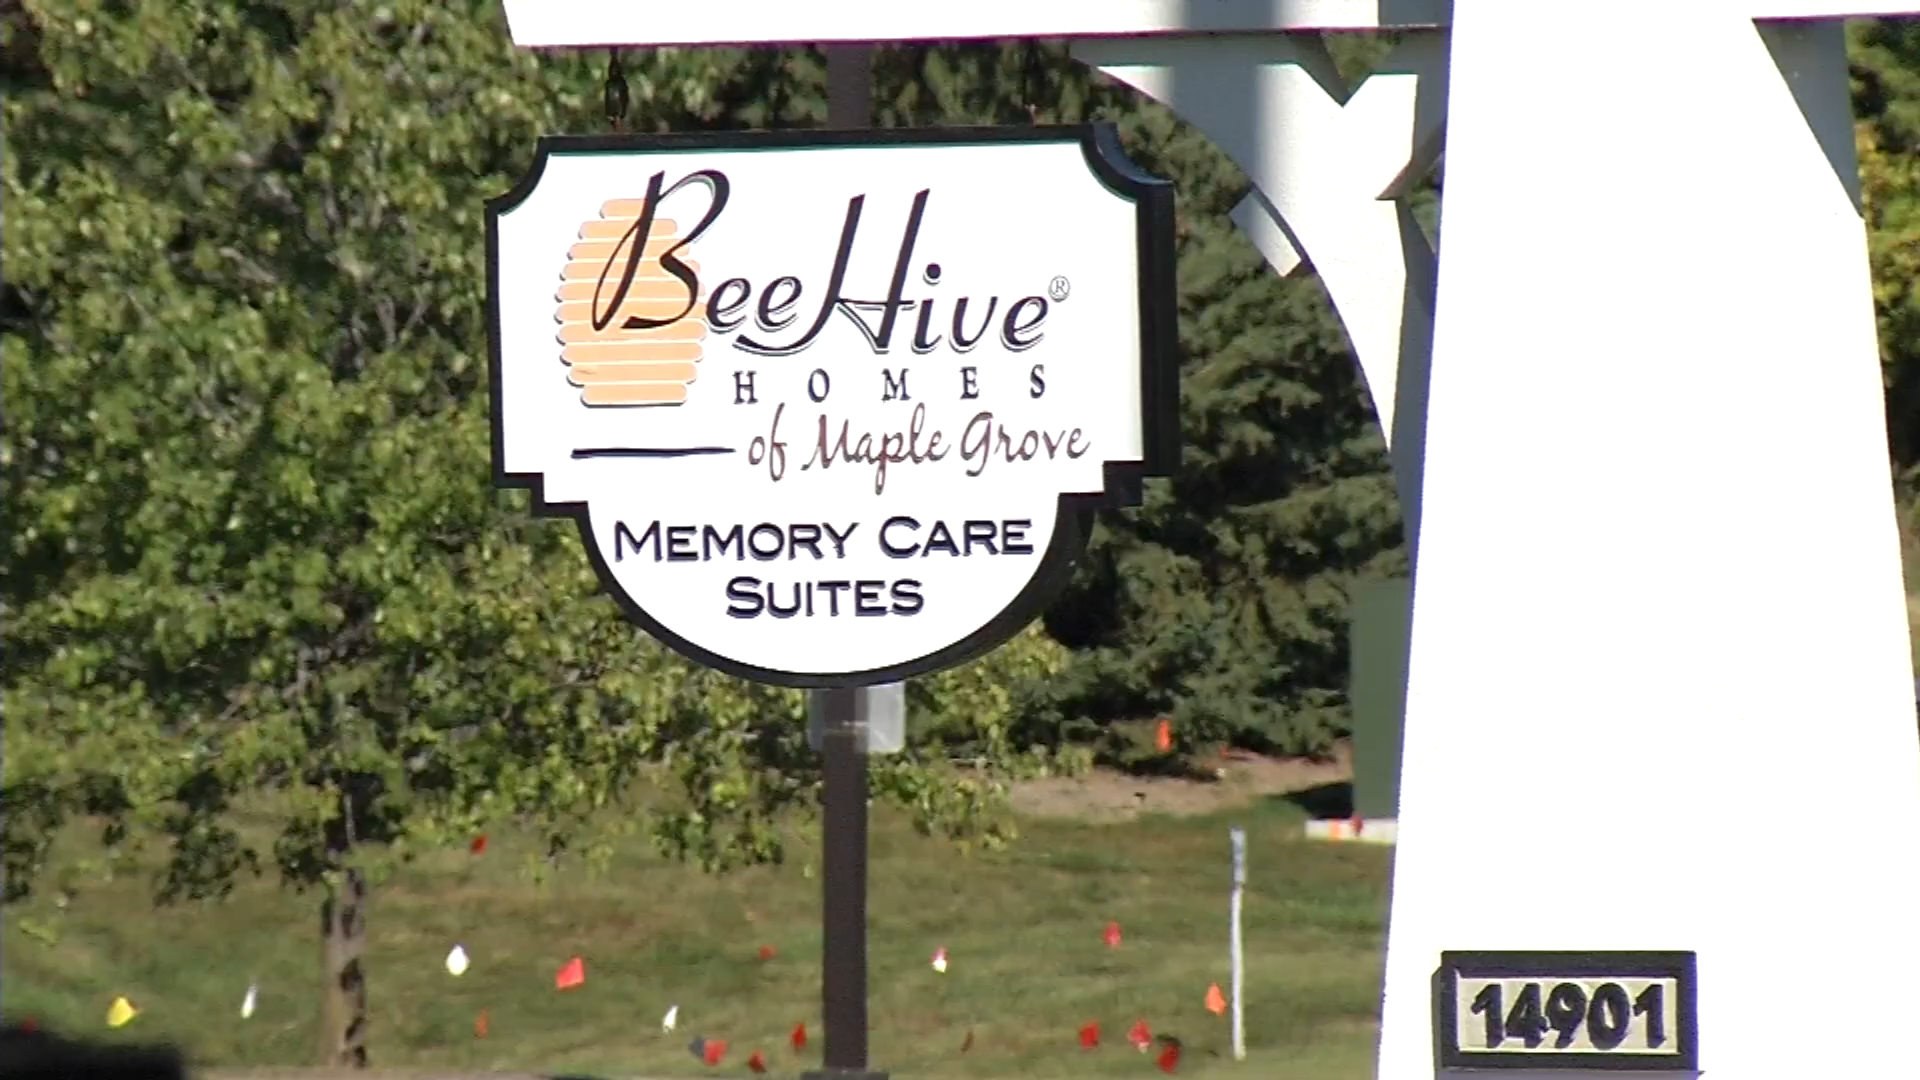 BeeHive®
HOMES
of Maple Grove
MEMORY CARE
SUITES
14901